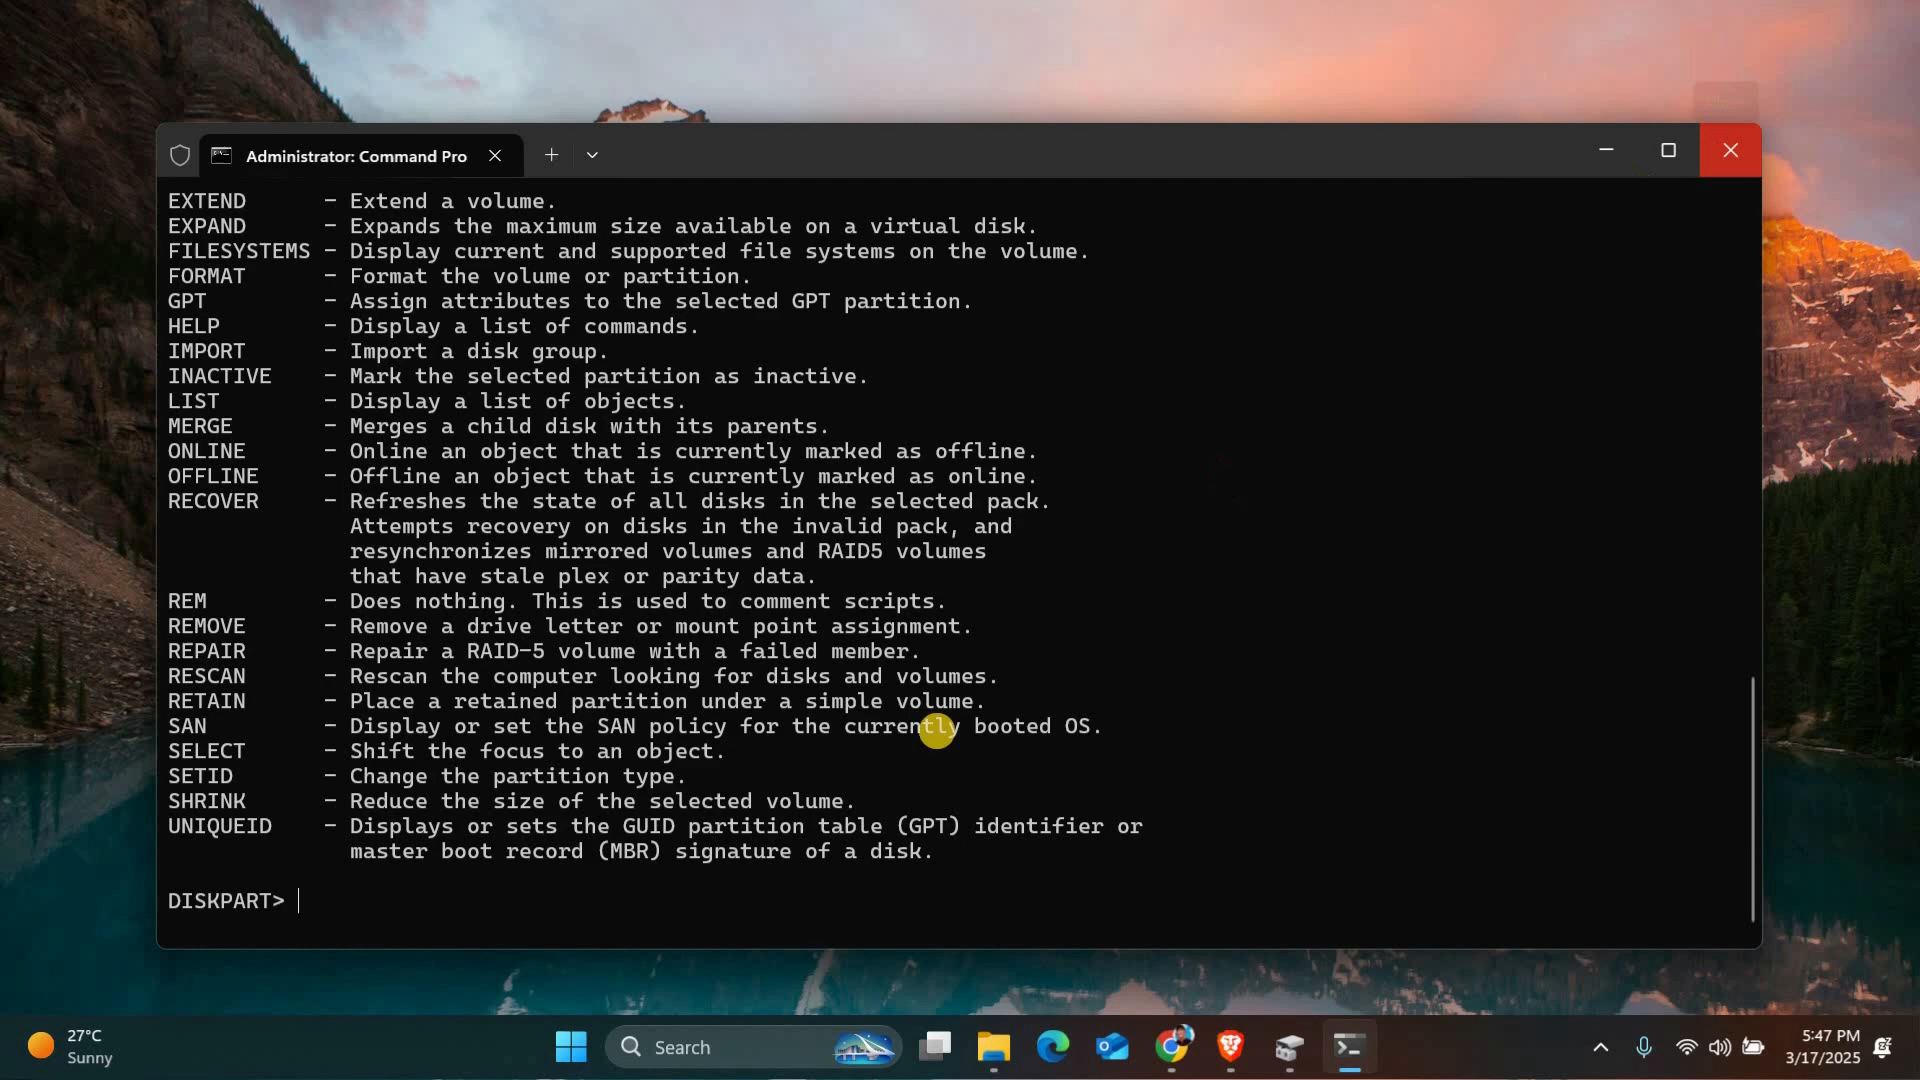 Administrator: Command Pro
EXTEND - Extend a volume.
EXPAND - Expands the maximum size available on a virtual disk.
FILESYSTEMS - Display current and supported file systems on the volume.
FORMAT - Format the volume or partition.
GPT - Assign attributes to the selected GPT partition.
HELP - Display a list of commands.
IMPORT - Import a disk group.
INACTIVE - Mark the selected partition as inactive.
LIST - Display a list of objects.
MERGE - Merges a child disk with its parents.
ONLINE - Online an object that is currently marked as offline.
OFFLINE - Offline an object that is currently marked as online.
RECOVER - Refreshes the state of all disks in the selected pack.
Attempts recovery on disks in the invalid pack, and
resynchronizes mirrored volumes and RAID5 volumes
that have stale plex or parity data.
REM - Does nothing. This is used to comment scripts.
REMOVE - Remove a drive letter or mount point assignment.
REPAIR - Repair a RAID-5 volume with a failed member.
RESCAN - Rescan the computer looking for disks and volumes.
RETAIN - Place a retained partition under a simple volume.
SAN - Display or set the SAN policy for the currently booted OS.
SELECT - Shift the focus to an object.
SETID - Change the partition type.
SHRINK - Reduce the size of the selected volume.
UNIQUEID - Displays or sets the GUID partition table (GPT) identifier or
master boot record (MBR) signature of a disk.
DISKPART>
27°C
Sunny
Search
5:47 PM
3/17/2025